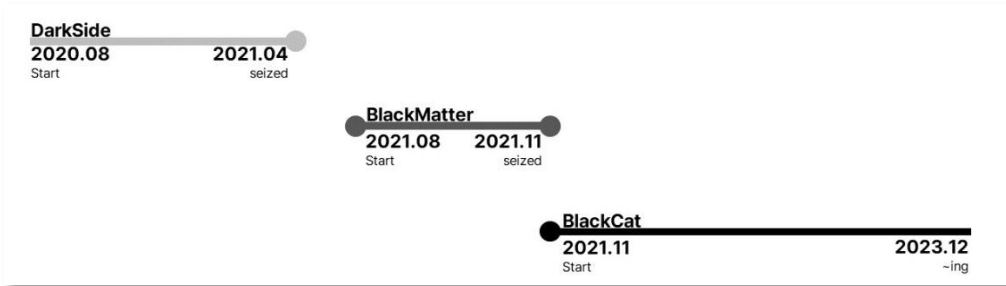 DarkSide
2020.08 2021.04
Start seized
BlackMatter
2021.08 2021.11
Start seized
BlackCat
2021.11 2023.12
Start ~ing